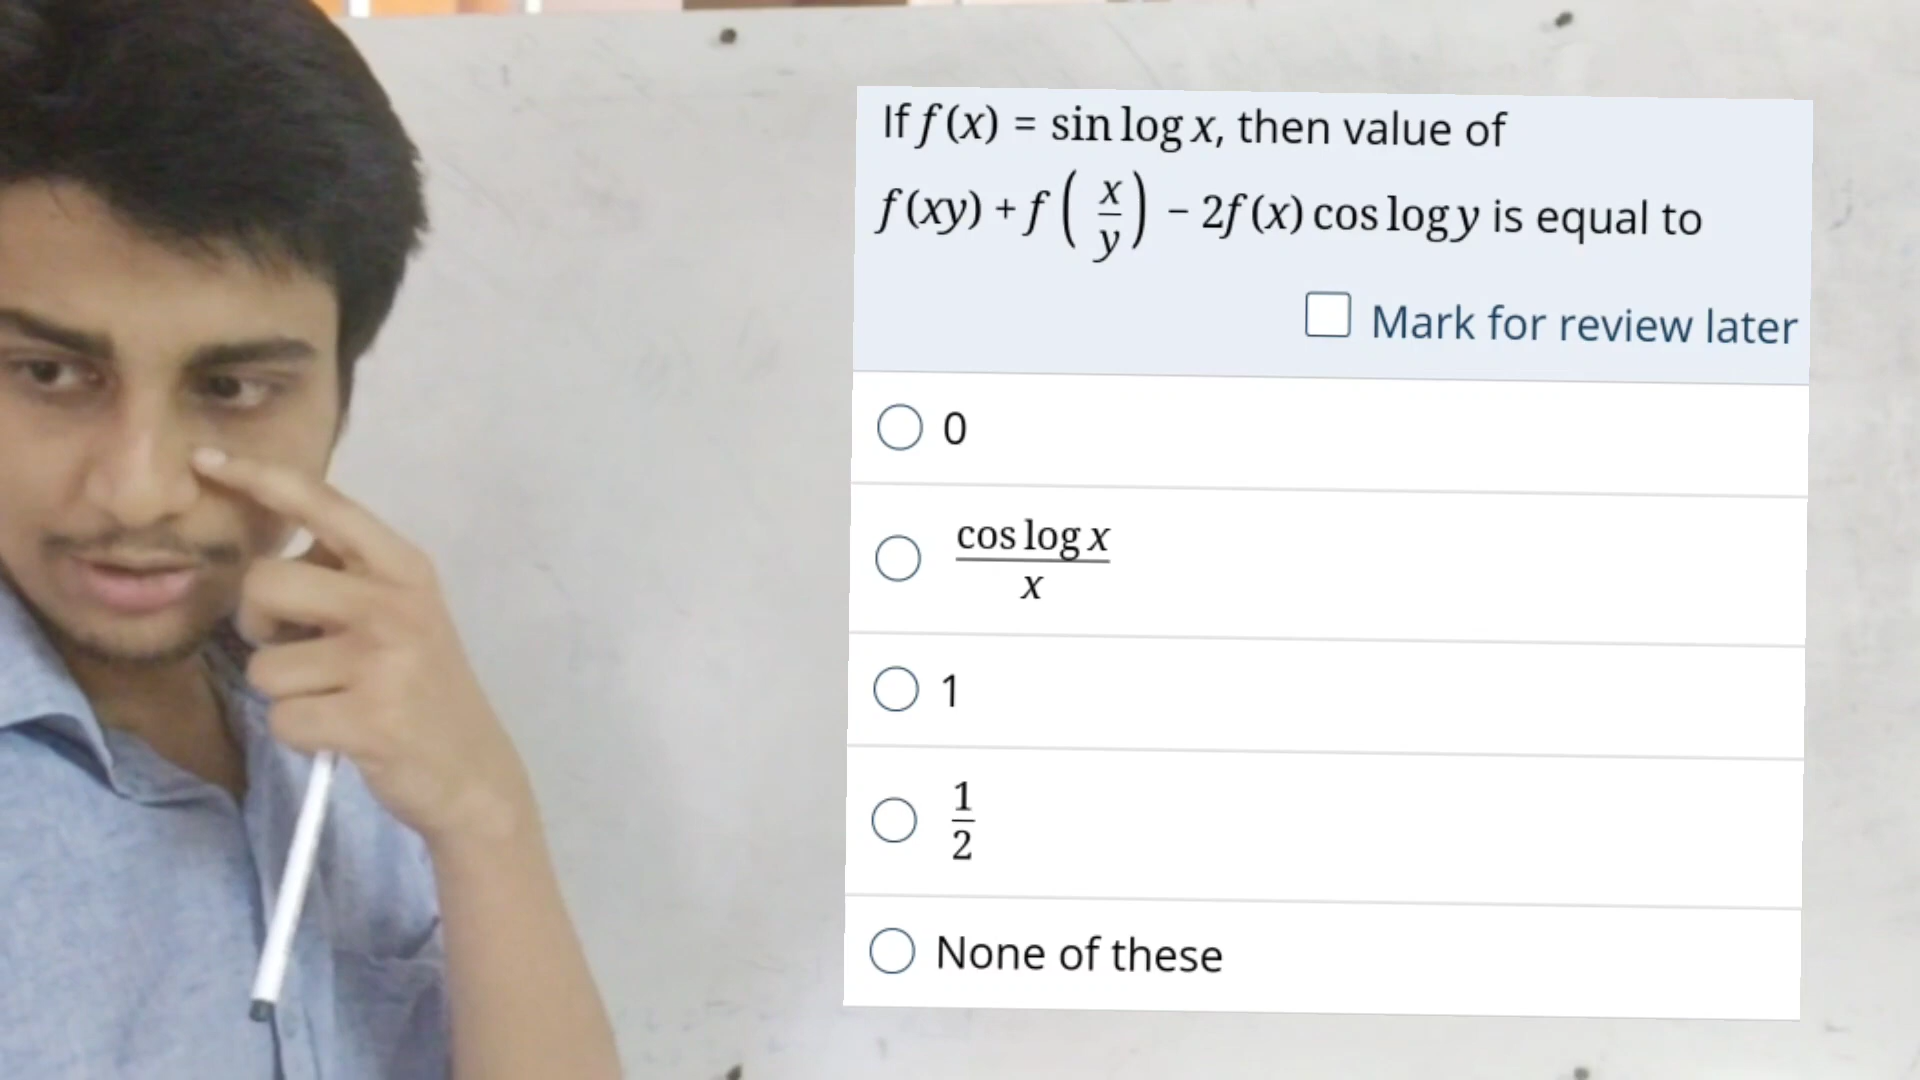 If f(x) = sin log x, then value of
f(xy) + f(x/y) − 2f(x) cos log y is equal to
Mark for review later
0
cos log x / x
1
1/2
None of these